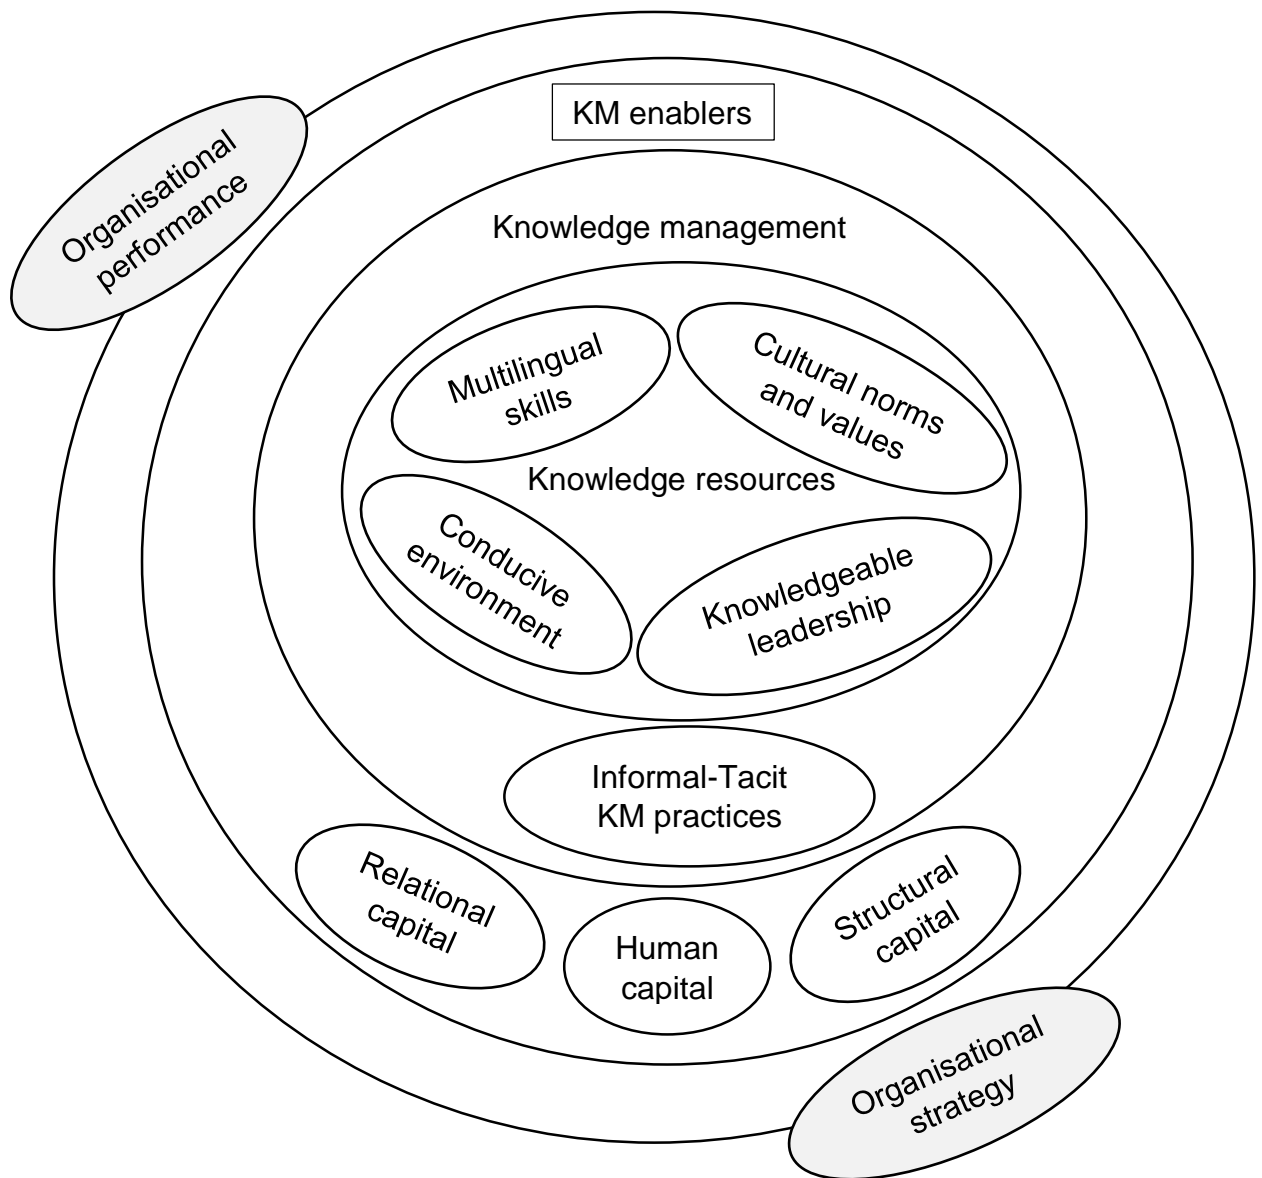 KM enablers
Organisational
performance
Knowledge management
Multilingual
skills
Cultural norms
and values
Knowledge resources
Conducive
environment
Knowledgeable
leadership
Informal-Tacit
KM practices
Relational
capital
Human
capital
Structural
capital
Organisational
strategy